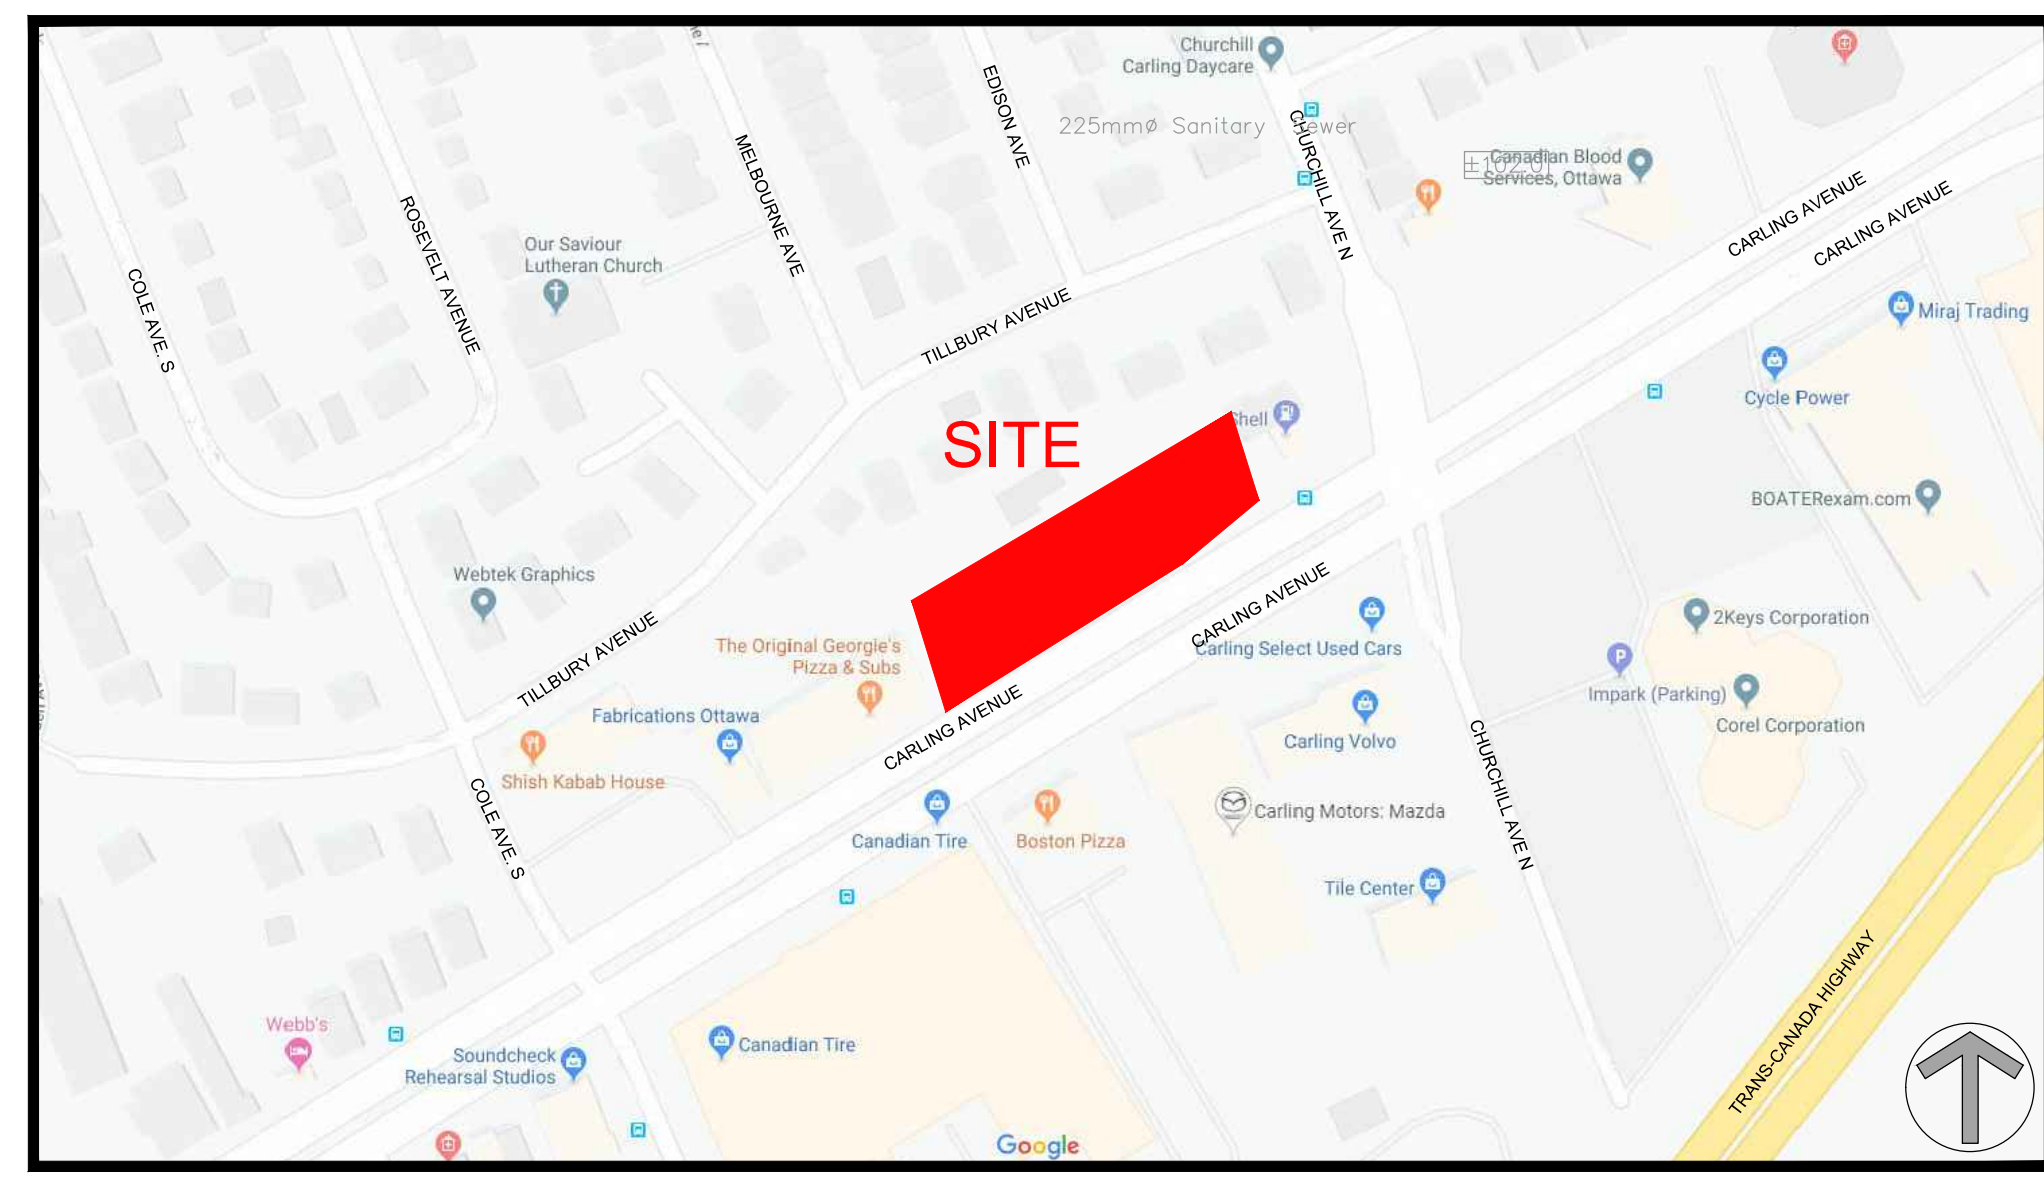 Churchill
Carling Daycare
EDISON AVE
225mmø Sanitary Sewer
CHURCHILL AVE N
±102.0
Canadian Blood
Services, Ottawa
MELBOURNE AVE
ROSEVELT AVENUE
CARLING AVENUE
CARLING AVENUE
Our Saviour
Lutheran Church
COLE AVE. S
TILLBURY AVENUE
Miraj Trading
Cycle Power
Shell
SITE
BOATERexam.com
Webtek Graphics
CARLING AVENUE
Carling Select Used Cars
2Keys Corporation
TILLBURY AVENUE
The Original Georgie's
Pizza & Subs
P
Impark (Parking)
Corel Corporation
Fabrications Ottawa
CARLING AVENUE
Carling Volvo
CHURCHILL AVE N
Shish Kabab House
COLE AVE. S
Carling Motors: Mazda
Canadian Tire
Boston Pizza
Tile Center
TRANS-CANADA HIGHWAY
Webb's
Canadian Tire
Soundcheck
Rehearsal Studios
Google